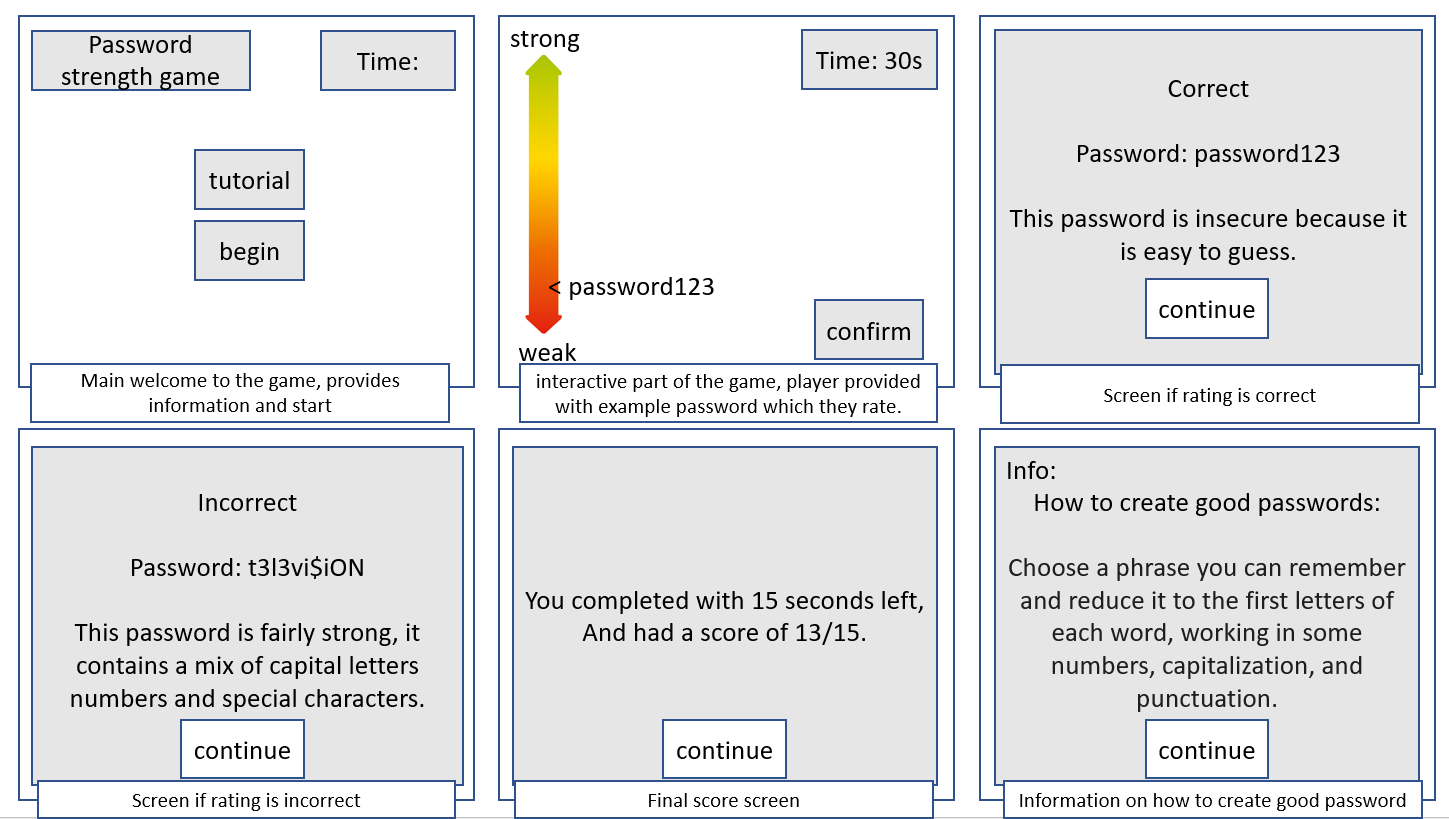 Password
strength game
Time:
tutorial
begin
Main welcome to the game, provides
information and start
strong
Time: 30s
< password123
confirm
weak
interactive part of the game, player provided
with example password which they rate.
Correct
Password: password123
This password is insecure because it
is easy to guess.
continue
Screen if rating is correct
Incorrect
Password: t3l3vi$iON
This password is fairly strong, it
contains a mix of capital letters
numbers and special characters.
continue
Screen if rating is incorrect
You completed with 15 seconds left,
And had a score of 13/15.
continue
Final score screen
Info:
How to create good passwords:
Choose a phrase you can remember
and reduce it to the first letters of
each word, working in some
numbers, capitalization, and
punctuation.
continue
Information on how to create good password